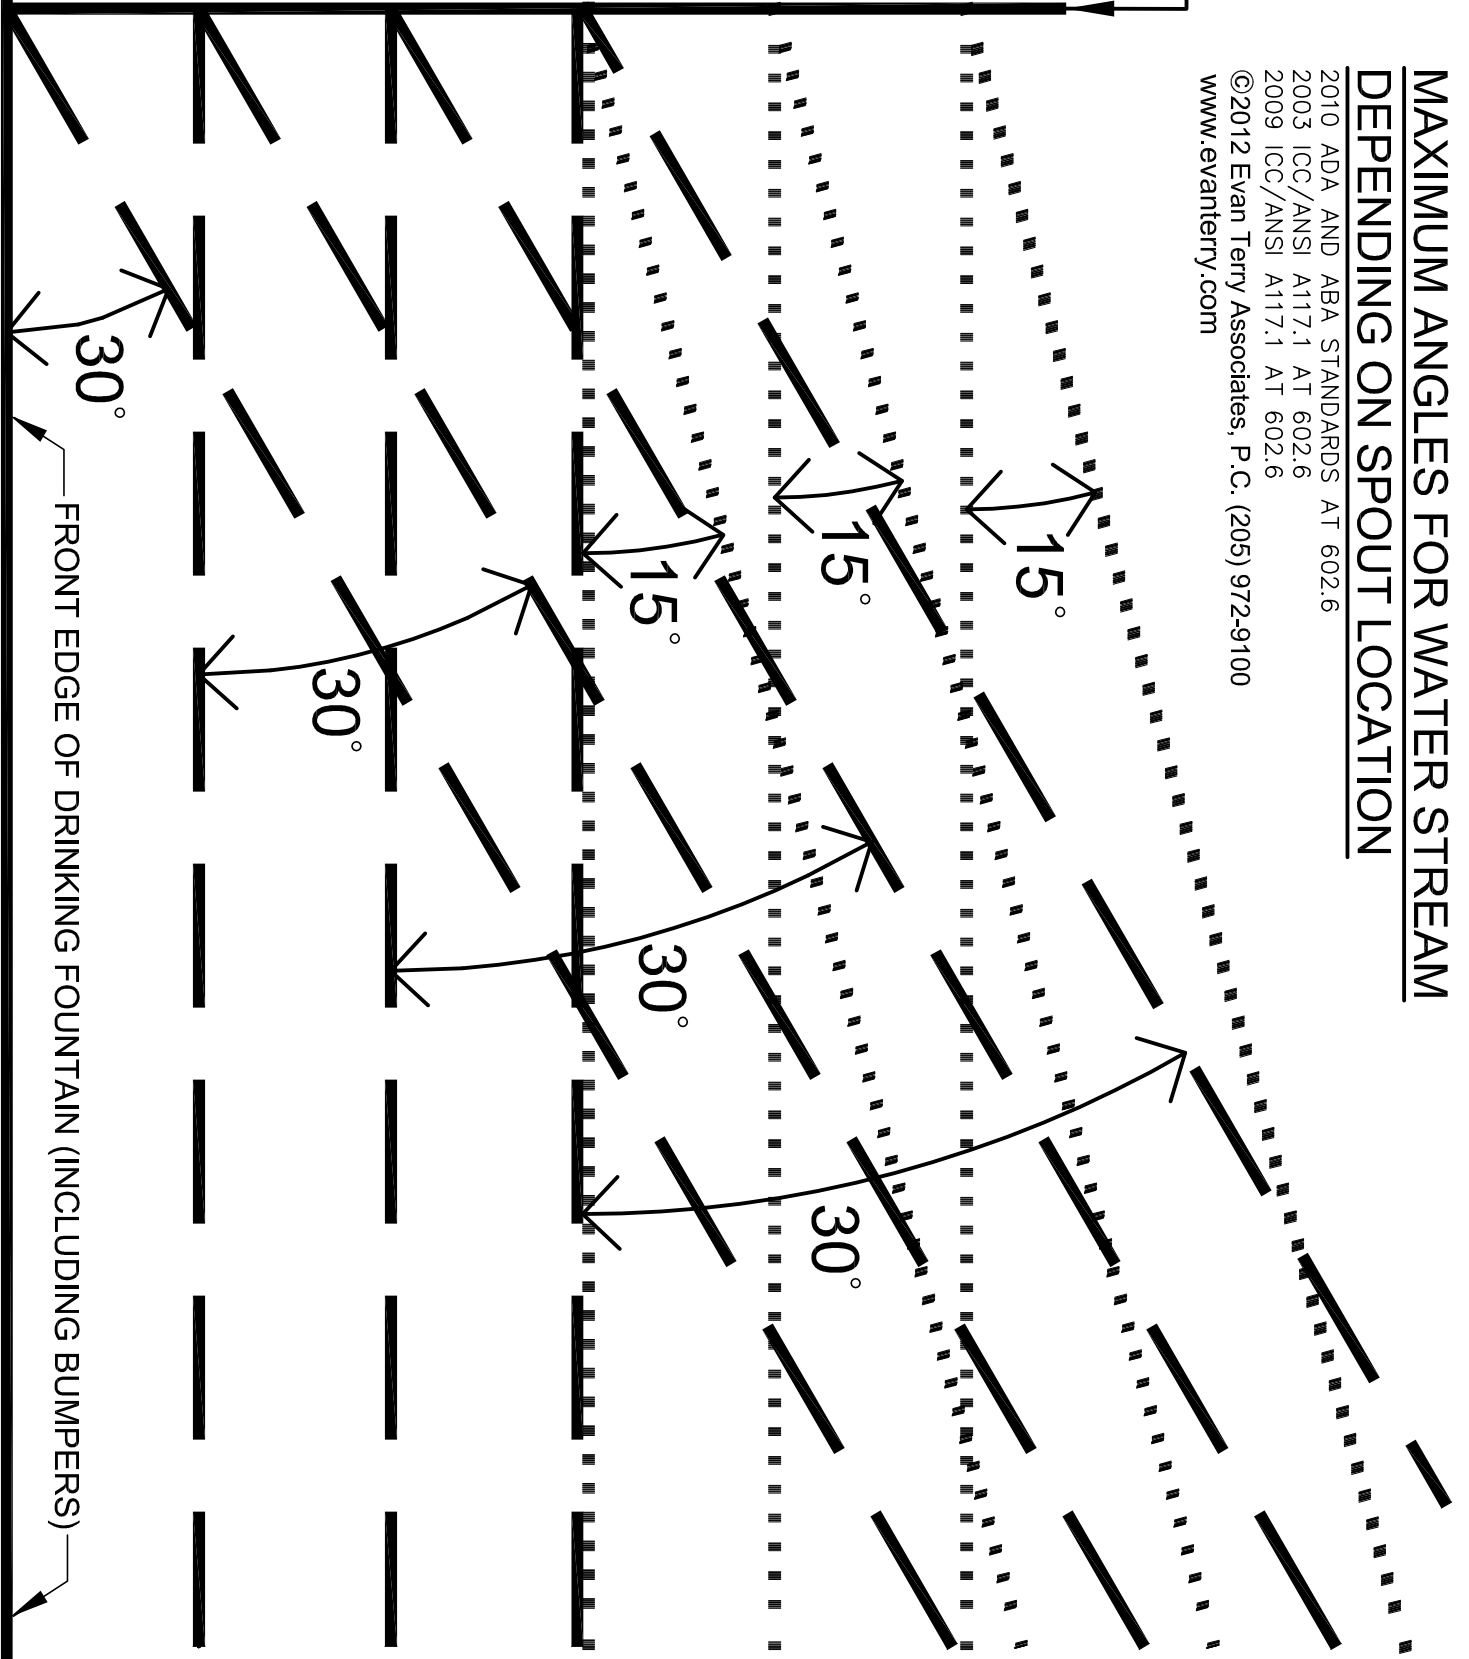 MAXIMUM ANGLES FOR WATER STREAM
DEPENDING ON SPOUT LOCATION
2010 ADA AND ABA STANDARDS AT 602.6
2003 ICC/ANSI A117.1 AT 602.6
2009 ICC/ANSI A117.1 AT 602.6
©2012 Evan Terry Associates, P.C. (205) 972-9100
www.evanterry.com
15°
15°
15°
30°
30°
30°
30°
FRONT EDGE OF DRINKING FOUNTAIN (INCLUDING BUMPERS)